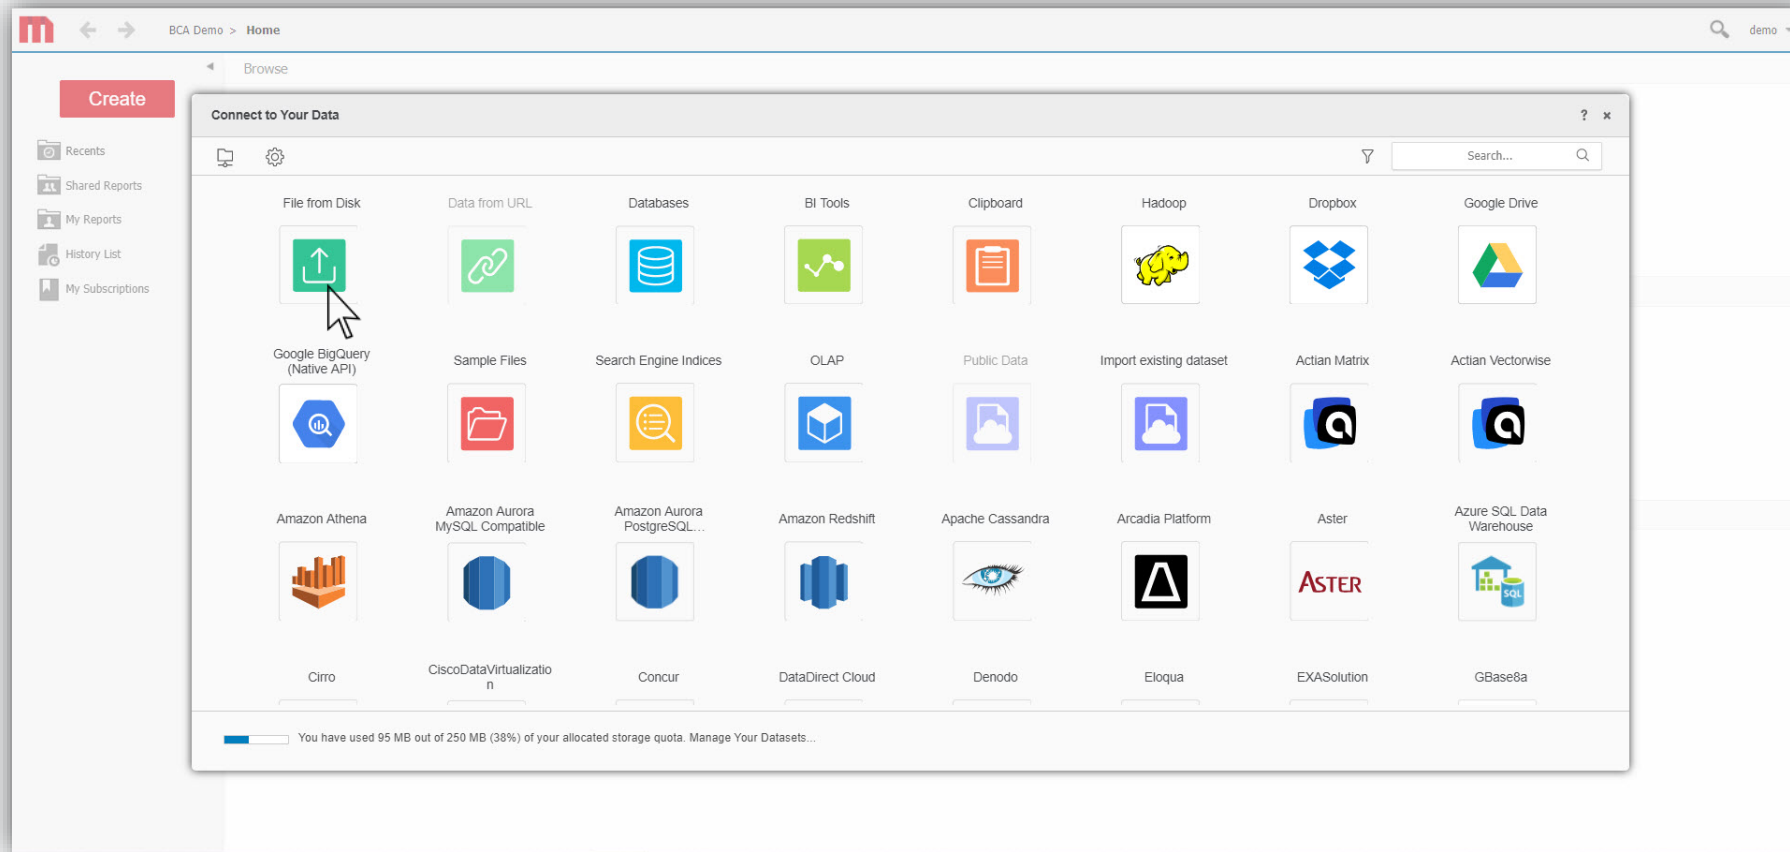 BCA Demo > Home
demo
Browse
Create
Recents
Shared Reports
My Reports
History List
My Subscriptions
Connect to Your Data
? ×
Search...
File from Disk
Data from URL
Databases
BI Tools
Clipboard
Hadoop
Dropbox
Google Drive
Google BigQuery
(Native API)
Sample Files
Search Engine Indices
OLAP
Public Data
Import existing dataset
Actian Matrix
Actian Vectorwise
Amazon Athena
Amazon Aurora
MySQL Compatible
Amazon Aurora
PostgreSQL...
Amazon Redshift
Apache Cassandra
Arcadia Platform
Aster
ASTER
Azure SQL Data
Warehouse
SQL
Cirro
CiscoDataVirtualizatio
n
Concur
DataDirect Cloud
Denodo
Eloqua
EXASolution
GBase8a
You have used 95 MB out of 250 MB (38%) of your allocated storage quota. Manage Your Datasets...